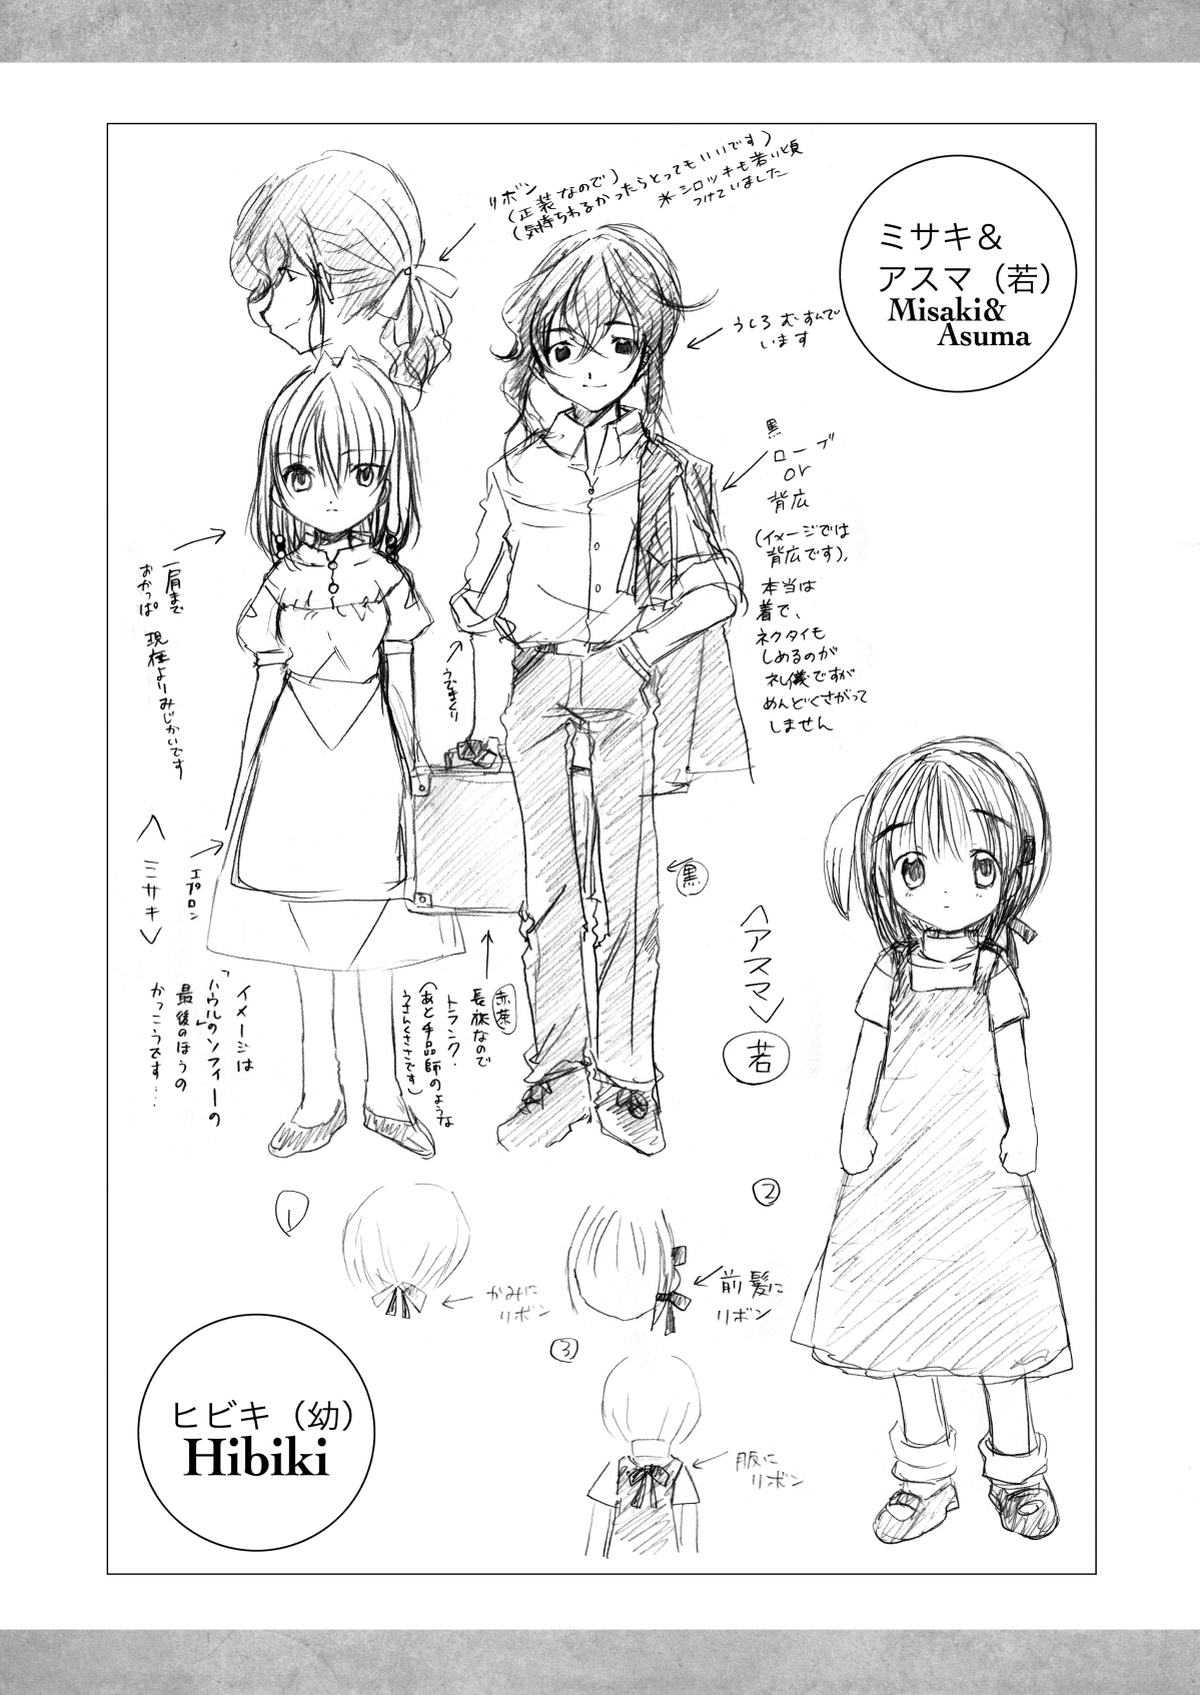 リボン
(正装なので)
(気持ちわるかったらとってもいいです)
*シロッキも若い頃
つけていました
ミサキ&
アスマ（若）
Misaki&
Asuma
うしろむすんで
います
黒
ローブ
or
背広
(イメージでは
背広です)。
本当は
着て、
ネクタイも
しめるのが
礼儀ですが
めんどくさがって
しません
肩まで
おかっぱ
現在よりみじかいです
うでまくり
<ミサキ>
エプロン
黒
<アスマ>
若
イメージは
「ハウル」のソフィーの
最後のほうの
かっこうです…
赤茶
長旅なので
トランク・
(あと手品師のような
うさんくささです)
1
かみに
リボン
2
前髪に
リボン
3
服に
リボン
ヒビキ（幼）
Hibiki